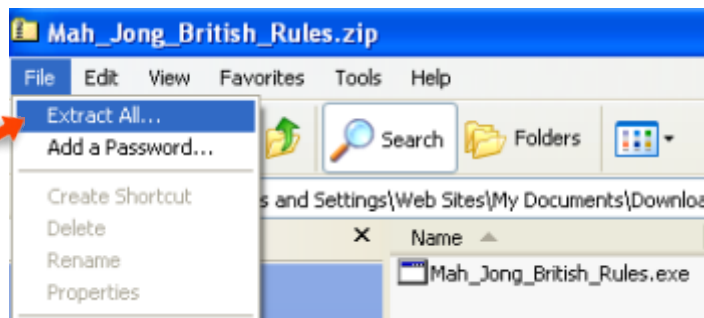 Mah_Jong_British_Rules.zip
File Edit View Favorites Tools Help
Extract All...
Add a Password...
Search Folders
Create Shortcut
s and Settings\Web Sites\My Documents\Downloa
Delete
Name
Rename
Mah_Jong_British_Rules.exe
Properties